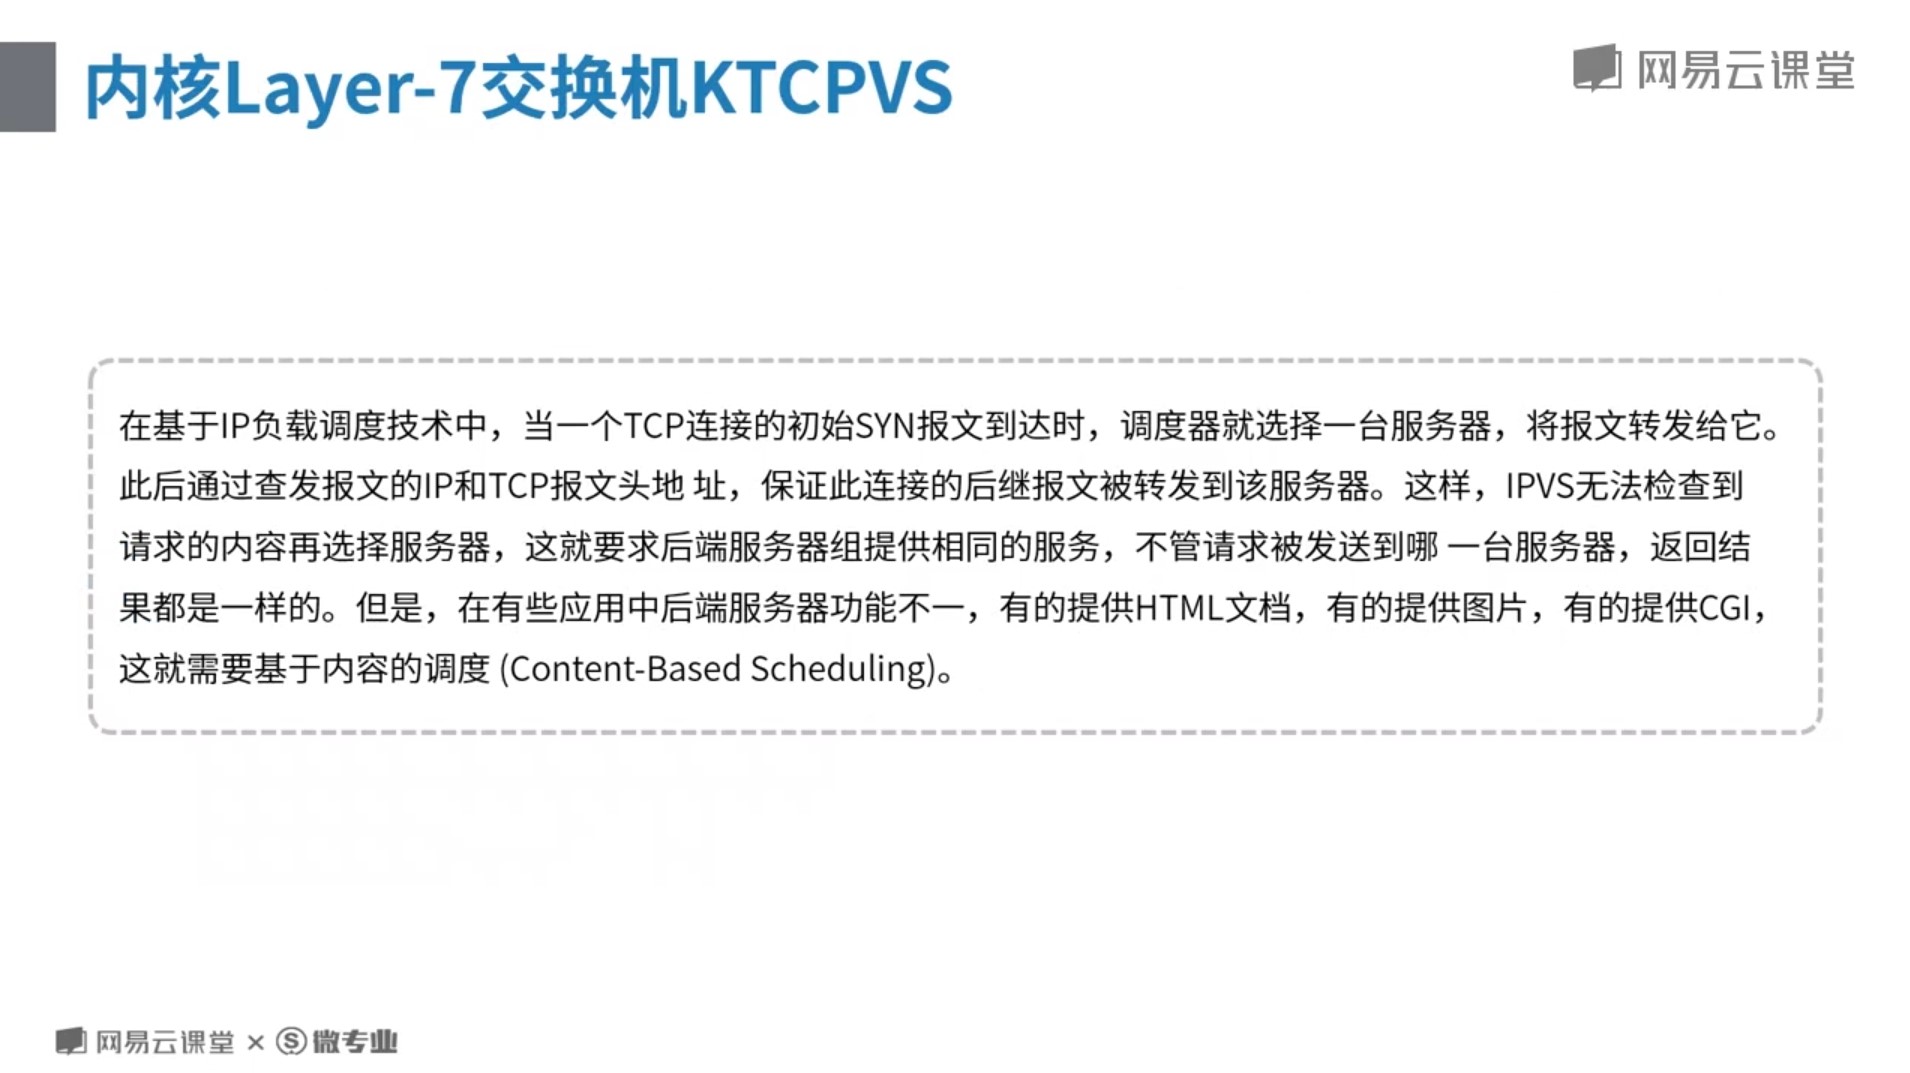 内核Layer-7交换机KTCPVS
网易云课堂
在基于IP负载调度技术中，当一个TCP连接的初始SYN报文到达时，调度器就选择一台服务器，将报文转发给它。
此后通过查发报文的IP和TCP报文头地 址，保证此连接的后继报文被转发到该服务器。这样，IPVS无法检查到
请求的内容再选择服务器，这就要求后端服务器组提供相同的服务，不管请求被发送到哪 一台服务器，返回结
果都是一样的。但是，在有些应用中后端服务器功能不一，有的提供HTML文档，有的提供图片，有的提供CGI，
这就需要基于内容的调度 (Content-Based Scheduling)。
网易云课堂 × Ⓢ 微专业